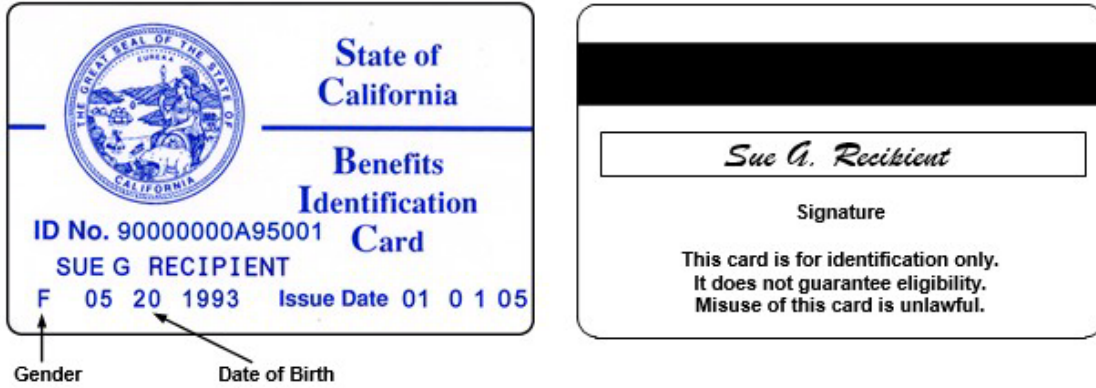 THE GREAT SEAL OF THE STATE OF CALIFORNIA
EUREKA
State of
California
Benefits
Identification
Card
ID No. 90000000A95001
SUE G RECIPIENT
F 05 20 1993 Issue Date 01 0 1 05
Gender
Date of Birth
Sue G. Recipient
Signature
This card is for identification only.
It does not guarantee eligibility.
Misuse of this card is unlawful.